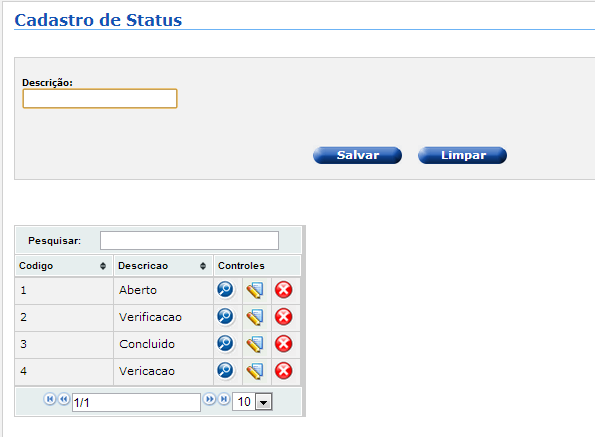 Cadastro de Status
Descrição:
Salvar Limpar
Pesquisar:
Codigo Descricao Controles
1 Aberto
2 Verificacao
3 Concluido
4 Vericacao
1/1 10